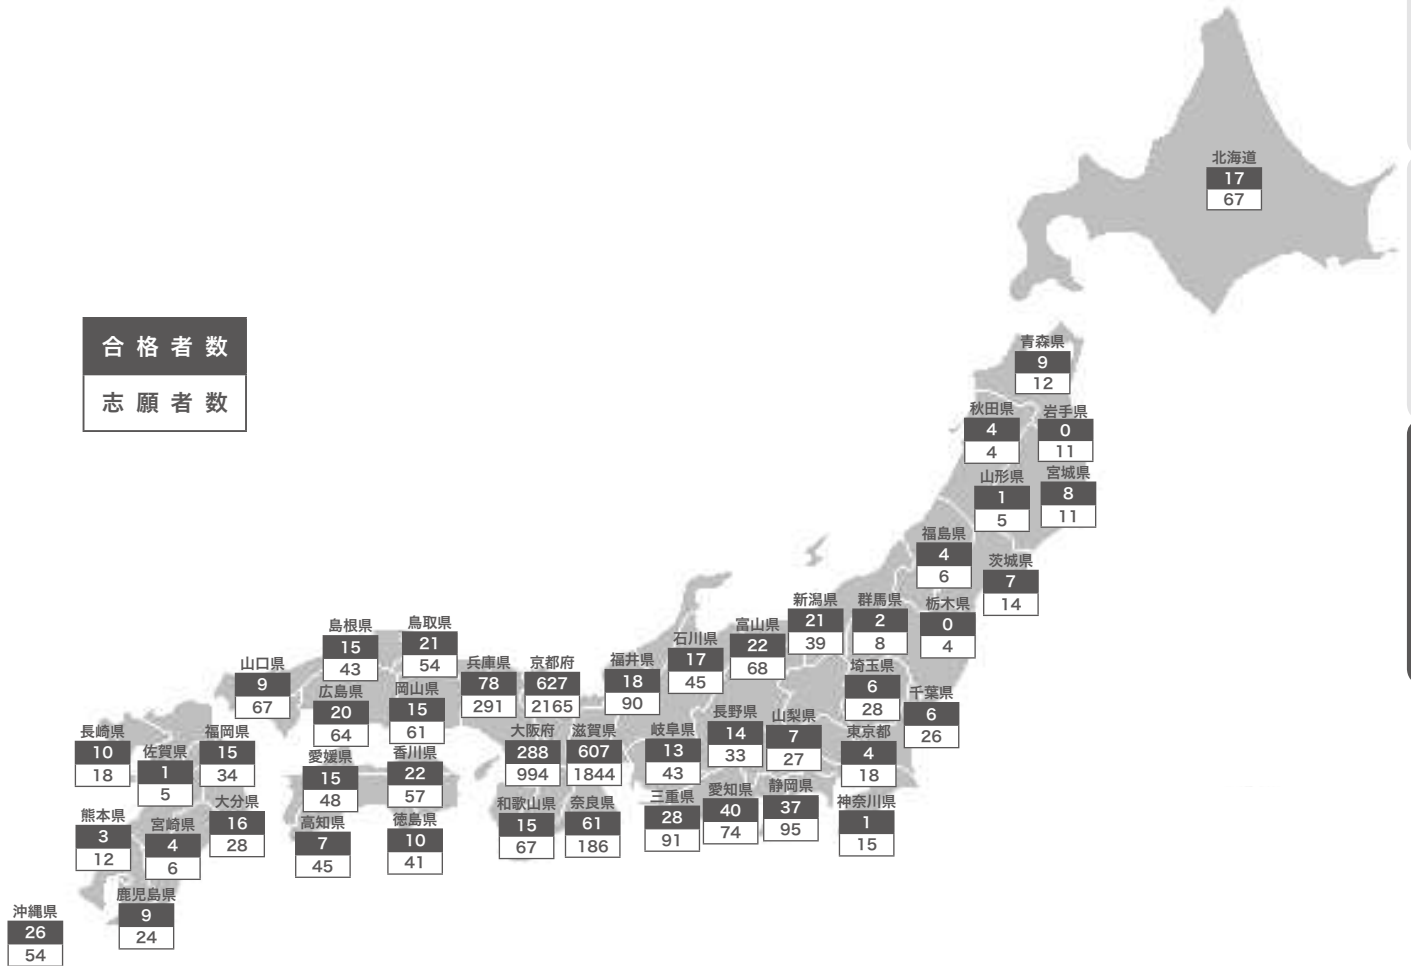 北海道
17
67
合格者数
志願者数
青森県
9
12
秋田県
4
4
岩手県
0
11
山形県
1
5
宮城県
8
11
福島県
4
6
茨城県
7
14
新潟県
21
39
群馬県
2
8
栃木県
0
4
島根県
15
43
鳥取県
21
54
富山県
22
68
石川県
17
45
山口県
9
67
兵庫県
78
291
京都府
627
2165
福井県
18
90
埼玉県
6
28
千葉県
6
26
広島県
20
64
岡山県
15
61
長野県
14
33
山梨県
7
27
東京都
4
18
長崎県
10
18
佐賀県
1
5
福岡県
15
34
愛媛県
15
48
香川県
22
57
大阪府
288
994
滋賀県
607
1844
岐阜県
13
43
三重県
28
91
愛知県
40
74
静岡県
37
95
神奈川県
1
15
熊本県
3
12
宮崎県
4
6
大分県
16
28
高知県
7
45
徳島県
10
41
和歌山県
15
67
奈良県
61
186
鹿児島県
9
24
沖縄県
26
54